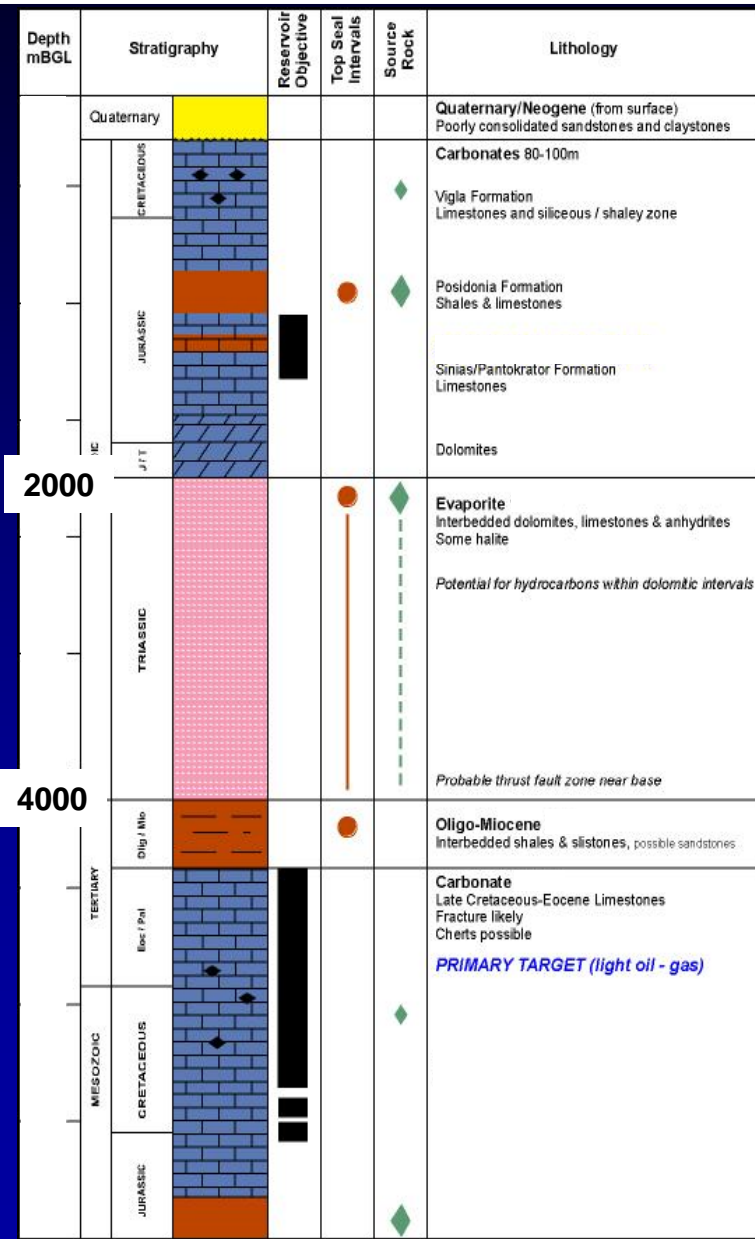 Depth
mBGL
Stratigraphy
Reservoir
Objective
Top Seal
Intervals
Source
Rock
Lithology
Quaternary
Quaternary/Neogene (from surface)
Poorly consolidated sandstones and claystones
CRETACEOUS
Carbonates 80-100m
Vigla Formation
Limestones and siliceous / shaley zone
JURASSIC
Posidonia Formation
Shales & limestones
Sinias/Pantokrator Formation
Limestones
J / T
Dolomites
2000
TRIASSIC
Evaporite
Interbedded dolomites, limestones & anhydrites
Some halite
Potential for hydrocarbons within dolomitic intervals
Probable thrust fault zone near base
4000
TERTIARY
Olig / Mio
Oligo-Miocene
Interbedded shales & slistones, possible sandstones
Eoc / Pal
Carbonate
Late Cretaceous-Eocene Limestones
Fracture likely
Cherts possible
PRIMARY TARGET (light oil - gas)
MESOZOIC
CRETACEOUS
JURASSIC